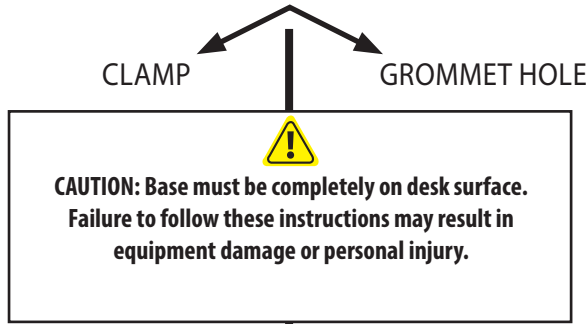 CLAMP
GROMMET HOLE
CAUTION: Base must be completely on desk surface.
Failure to follow these instructions may result in
equipment damage or personal injury.